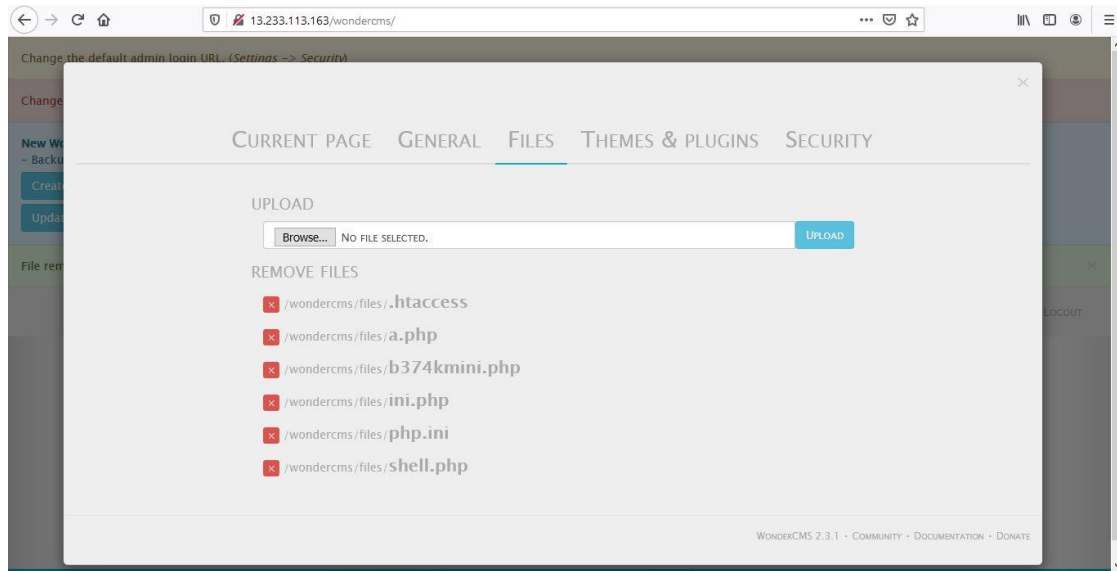 13.233.113.163/wondercms/
Change the default admin login URL. (Settings -> Security)
Change
New Wo
- Backu
Creat
Updat
File rem
×
CURRENT PAGE GENERAL FILES THEMES & PLUGINS SECURITY
UPLOAD
Browse... NO FILE SELECTED. UPLOAD
REMOVE FILES
× /wondercms/files/.htaccess
× /wondercms/files/a.php
× /wondercms/files/b374kmini.php
× /wondercms/files/ini.php
× /wondercms/files/php.ini
× /wondercms/files/shell.php
LOGOUT
WONDERCMS 2.3.1 · COMMUNITY · DOCUMENTATION · DONATE